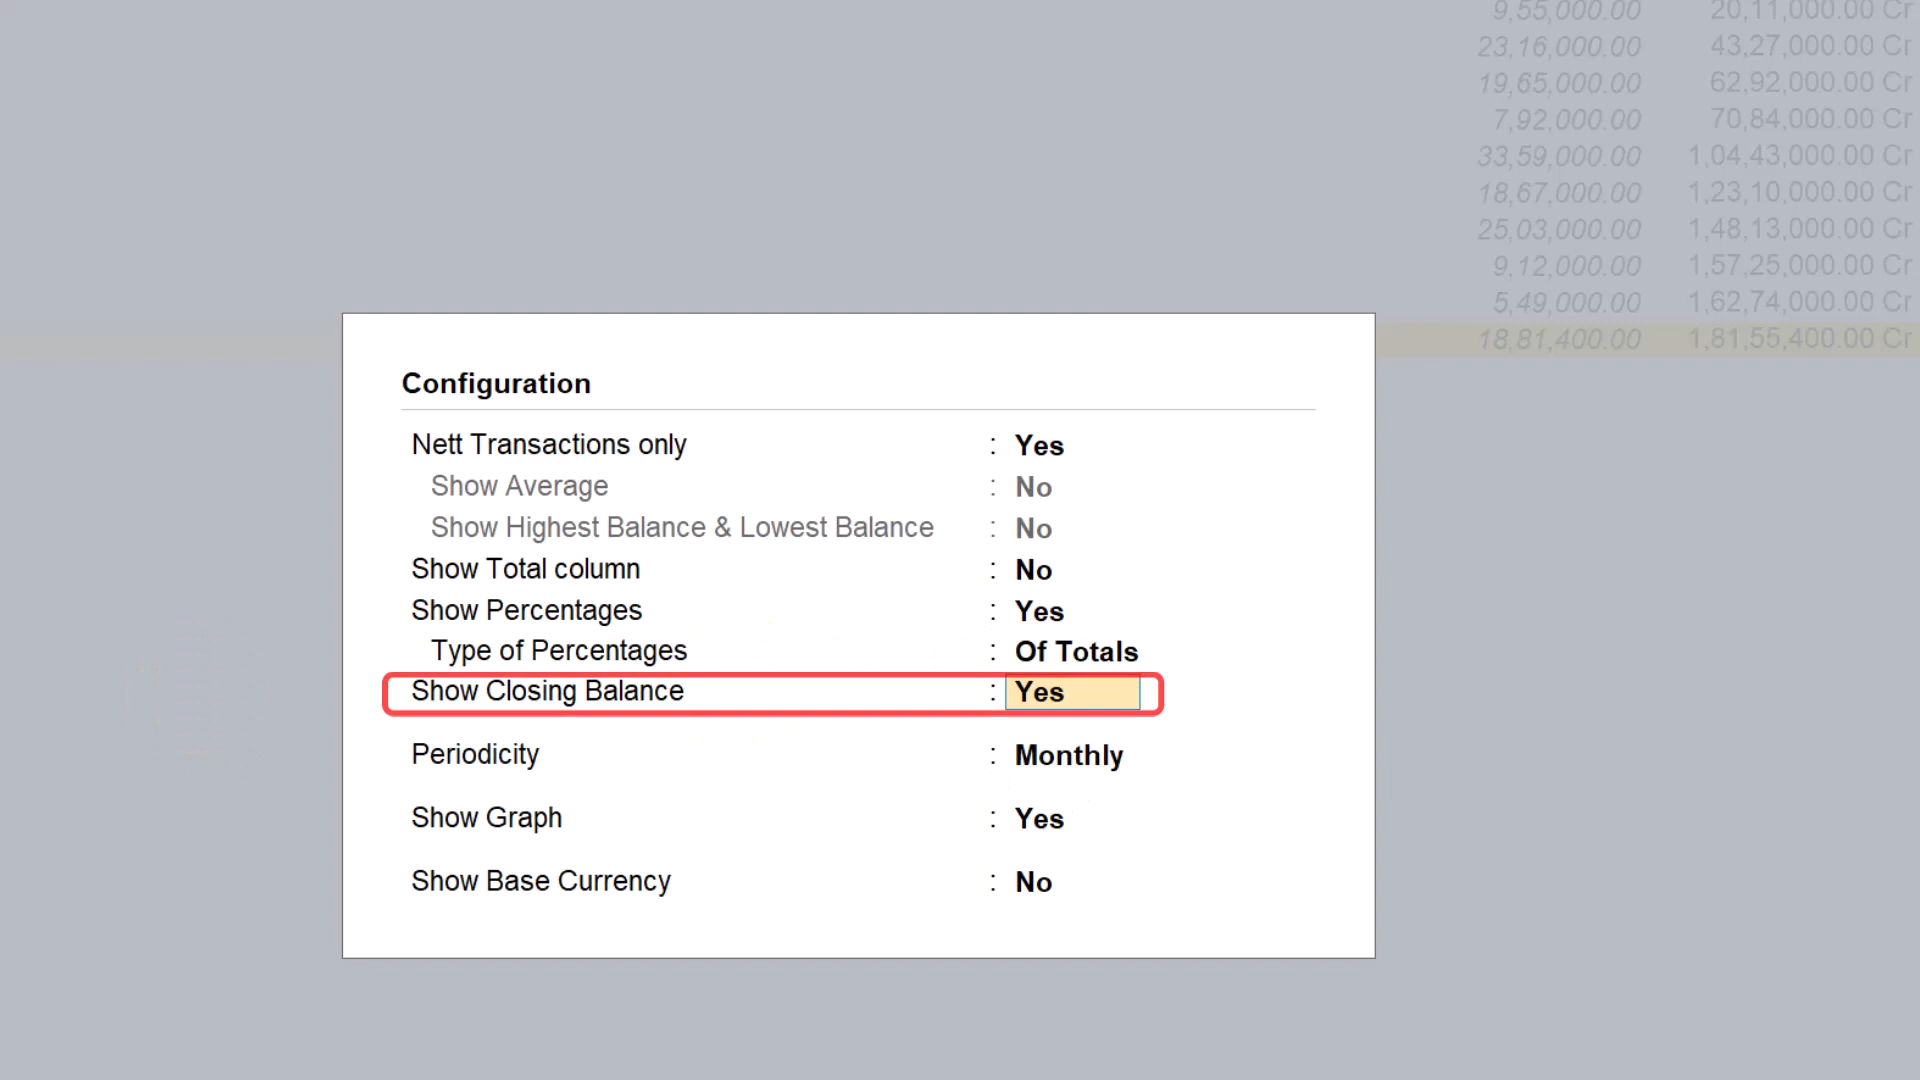 9,55,000.00 20,11,000.00 Cr
23,16,000.00 43,27,000.00 Cr
19,65,000.00 62,92,000.00 Cr
7,92,000.00 70,84,000.00 Cr
33,59,000.00 1,04,43,000.00 Cr
18,67,000.00 1,23,10,000.00 Cr
25,03,000.00 1,48,13,000.00 Cr
9,12,000.00 1,57,25,000.00 Cr
5,49,000.00 1,62,74,000.00 Cr
18,81,400.00 1,81,55,400.00 Cr
Configuration
Nett Transactions only : Yes
Show Average : No
Show Highest Balance & Lowest Balance : No
Show Total column : No
Show Percentages : Yes
Type of Percentages : Of Totals
Show Closing Balance : Yes
Periodicity : Monthly
Show Graph : Yes
Show Base Currency : No